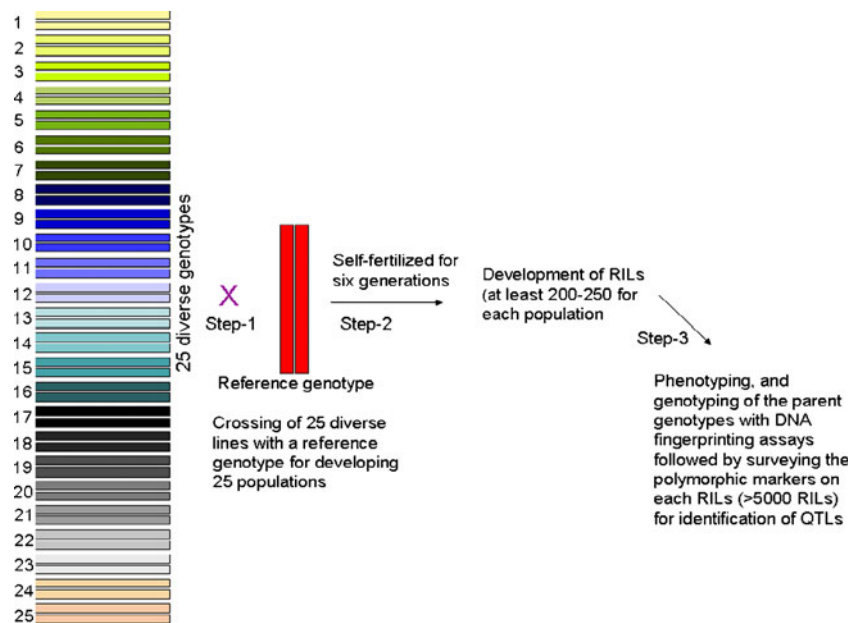 1
2
3
4
5
6
7
8
9
10
11
12
13
14
15
16
17
18
19
20
21
22
23
24
25
25 diverse genotypes
X
Step-1
Reference genotype
Crossing of 25 diverse
lines with a reference
genotype for developing
25 populations
Self-fertilized for
six generations
Step-2
Development of RILs
(at least 200-250 for
each population
Step-3
Phenotyping, and
genotyping of the parent
genotypes with DNA
fingerprinting assays
followed by surveying the
polymorphic markers on
each RILs (>5000 RILs)
for identification of QTLs